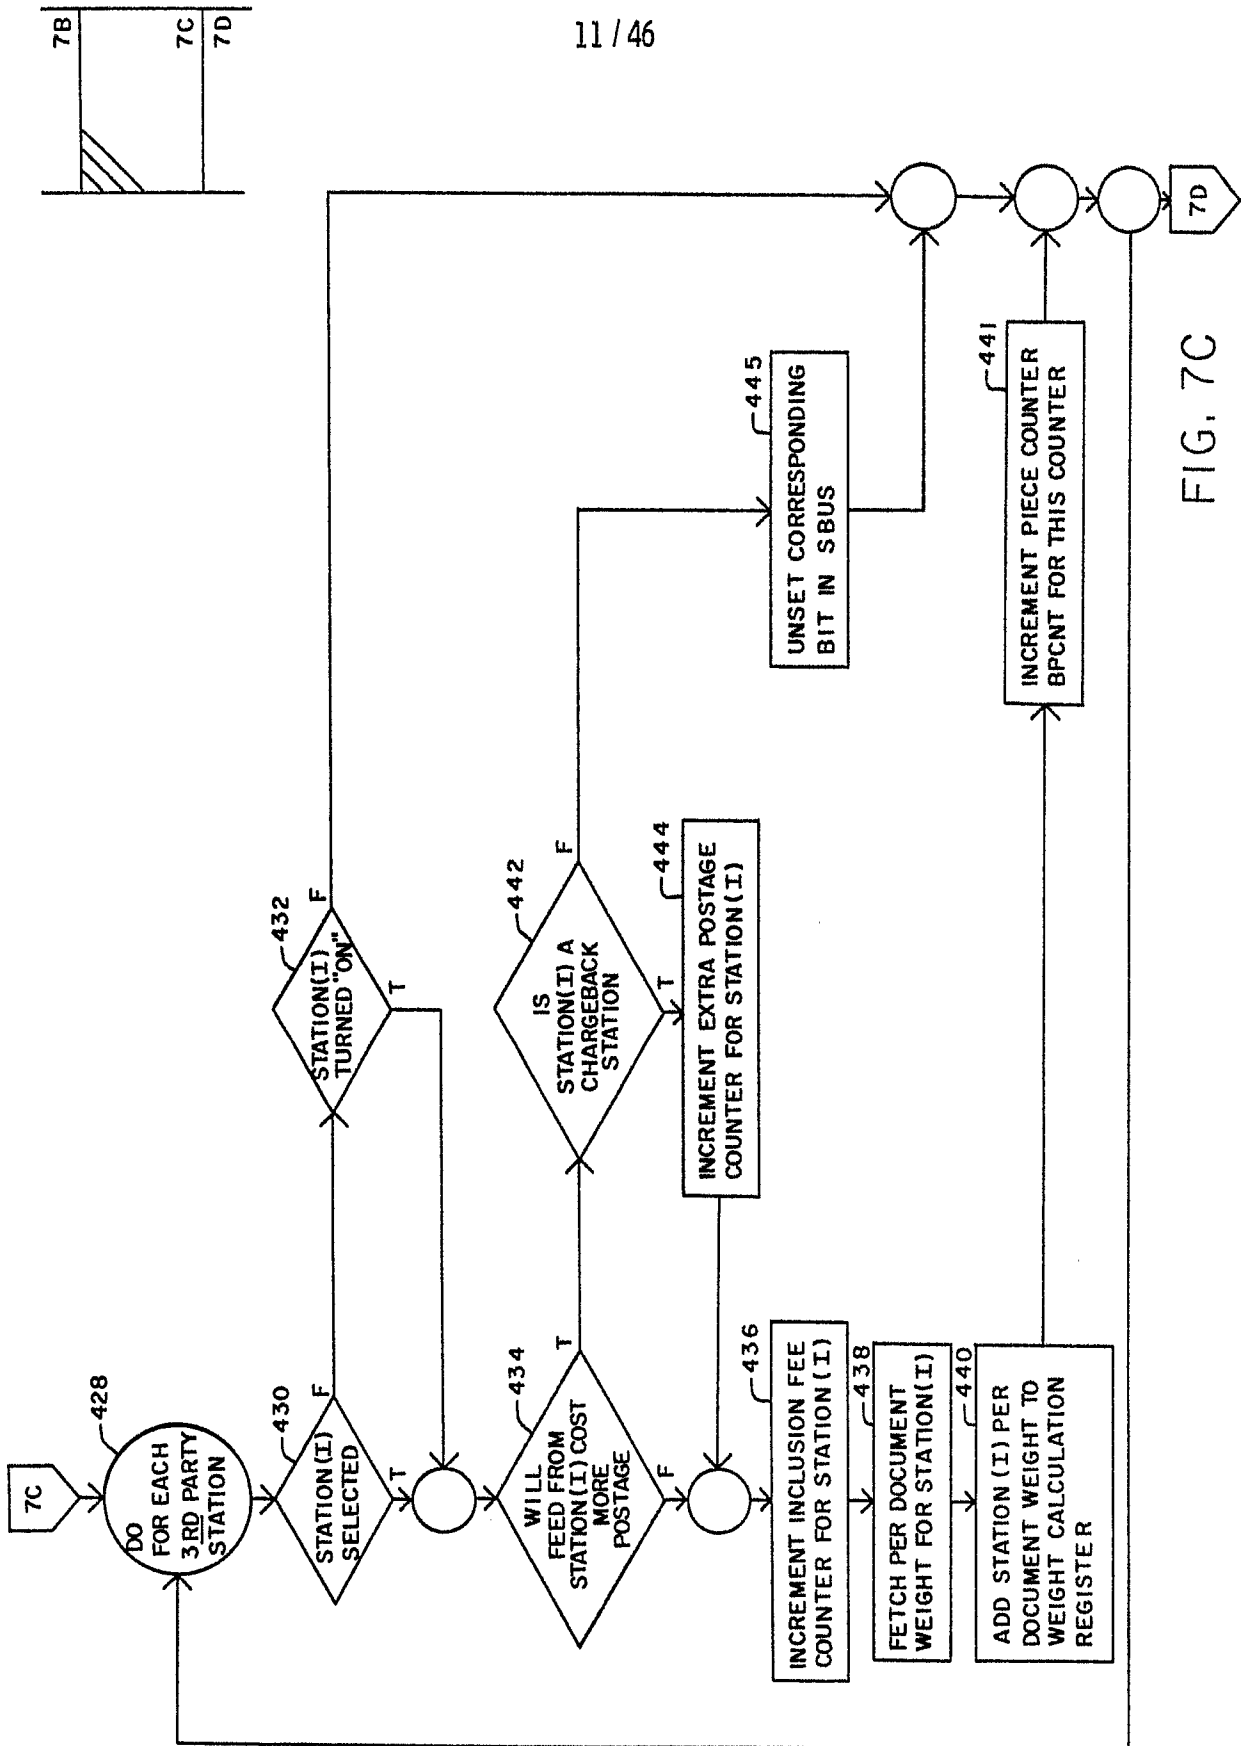 11 / 46
7B
7C
7D
7C
428
DO
FOR EACH
3RD PARTY
STATION
430
STATION(I)
SELECTED
F
T
432
STATION(I)
TURNED "ON"
F
T
434
WILL
FEED FROM
STATION(I) COST
MORE
POSTAGE
T
F
442
IS
STATION(I) A
CHARGEBACK
STATION
F
T
444
INCREMENT EXTRA POSTAGE
COUNTER FOR STATION(I)
445
UNSET CORRESPONDING
BIT IN SBUS
436
INCREMENT INCLUSION FEE
COUNTER FOR STATION(I)
438
FETCH PER DOCUMENT
WEIGHT FOR STATION(I)
440
ADD STATION (I) PER
DOCUMENT WEIGHT TO
WEIGHT CALCULATION
REGISTER
441
INCREMENT PIECE COUNTER
BPCNT FOR THIS COUNTER
7D
FIG. 7C